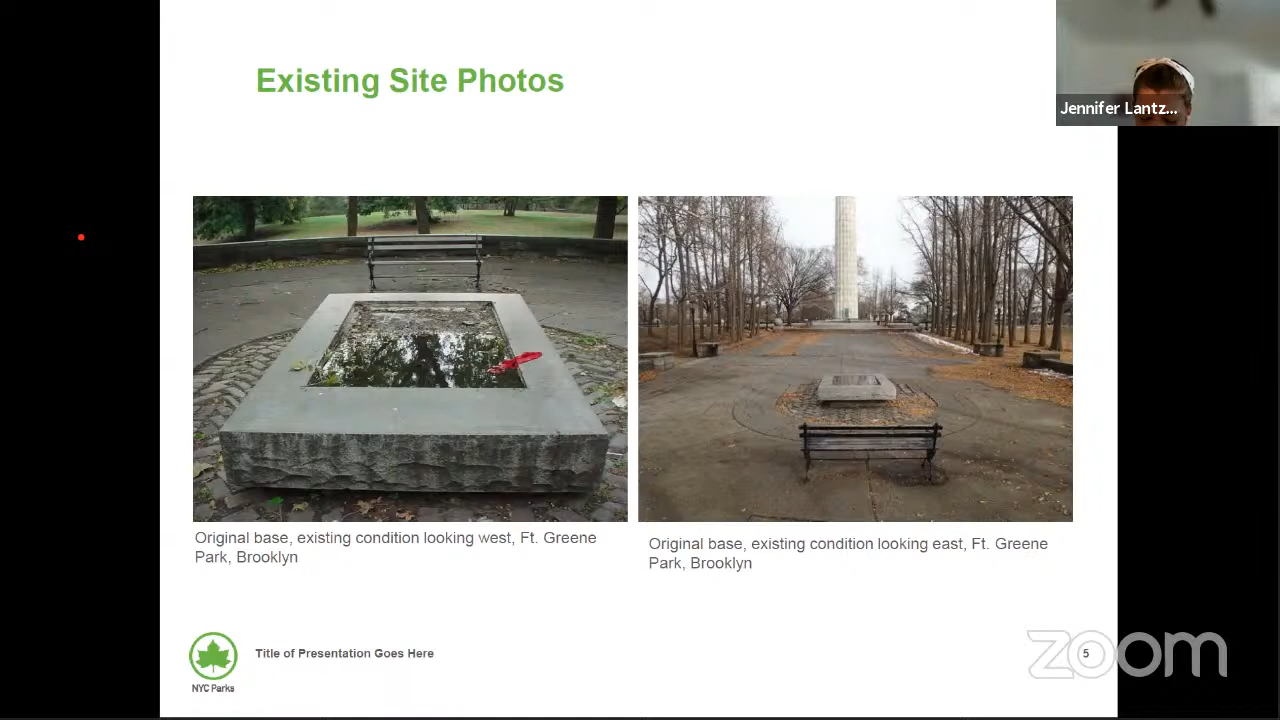 Existing Site Photos
Jennifer Lantz...
Original base, existing condition looking west, Ft. Greene
Park, Brooklyn
Original base, existing condition looking east, Ft. Greene
Park, Brooklyn
NYC Parks
Title of Presentation Goes Here
5
zoom